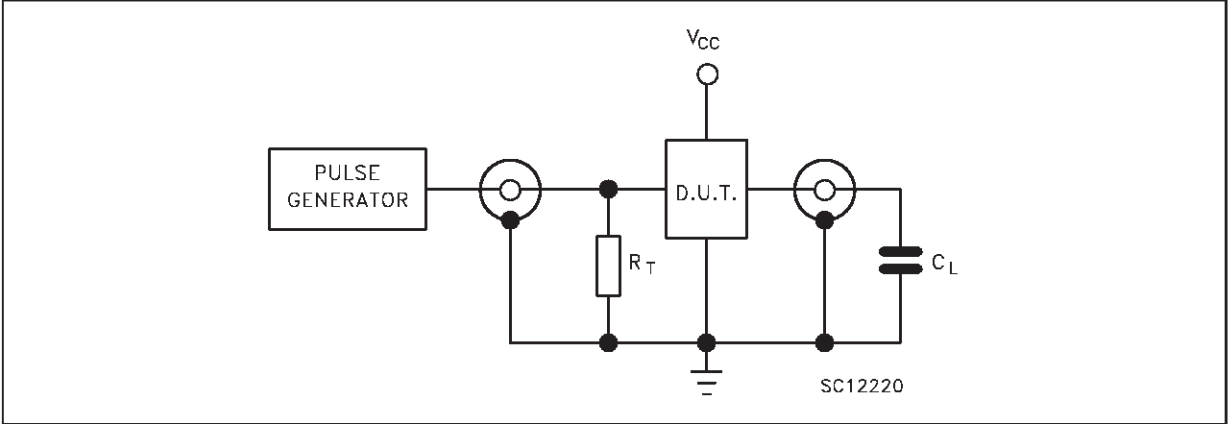 VCC
PULSE
GENERATOR
D.U.T.
RT
CL
SC12220